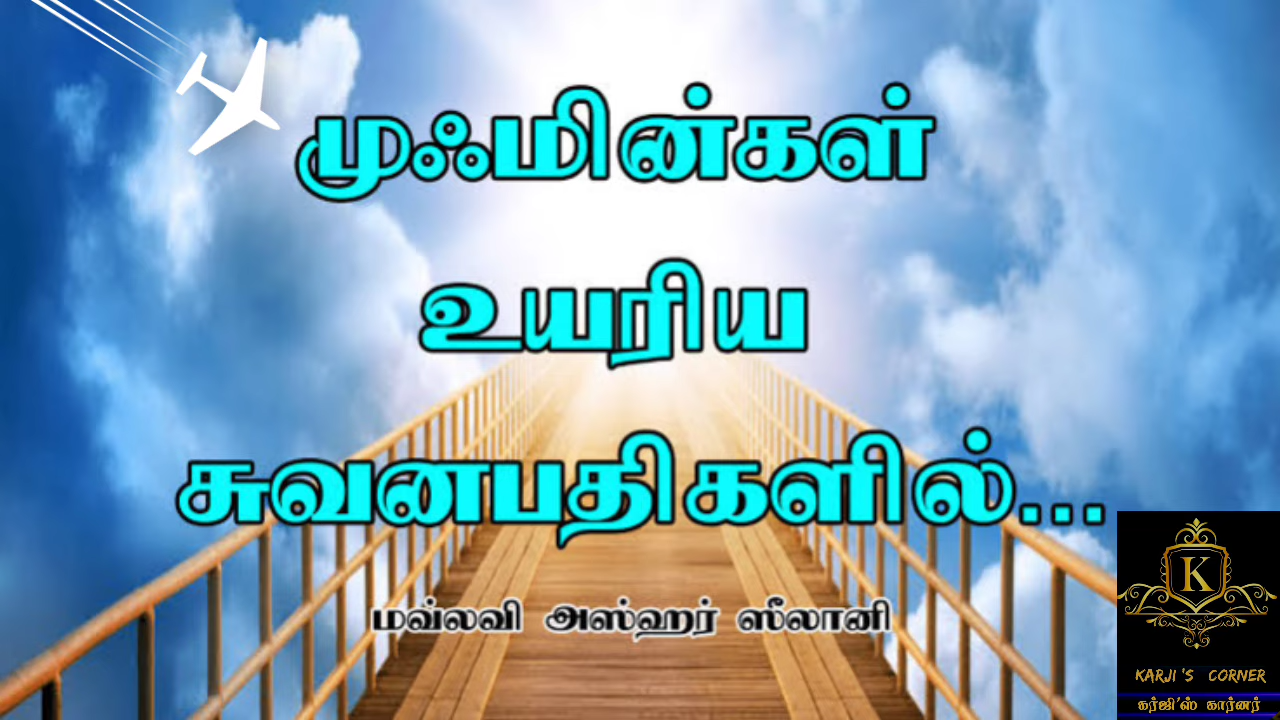 முஃமின்கள்
உயரிய
சுவனபதிகளில்...
மவ்லவி அஸ்ஹர் ஸீலானி
K
KARJI'S CORNER
கர்ஜி'ஸ் கார்னர்